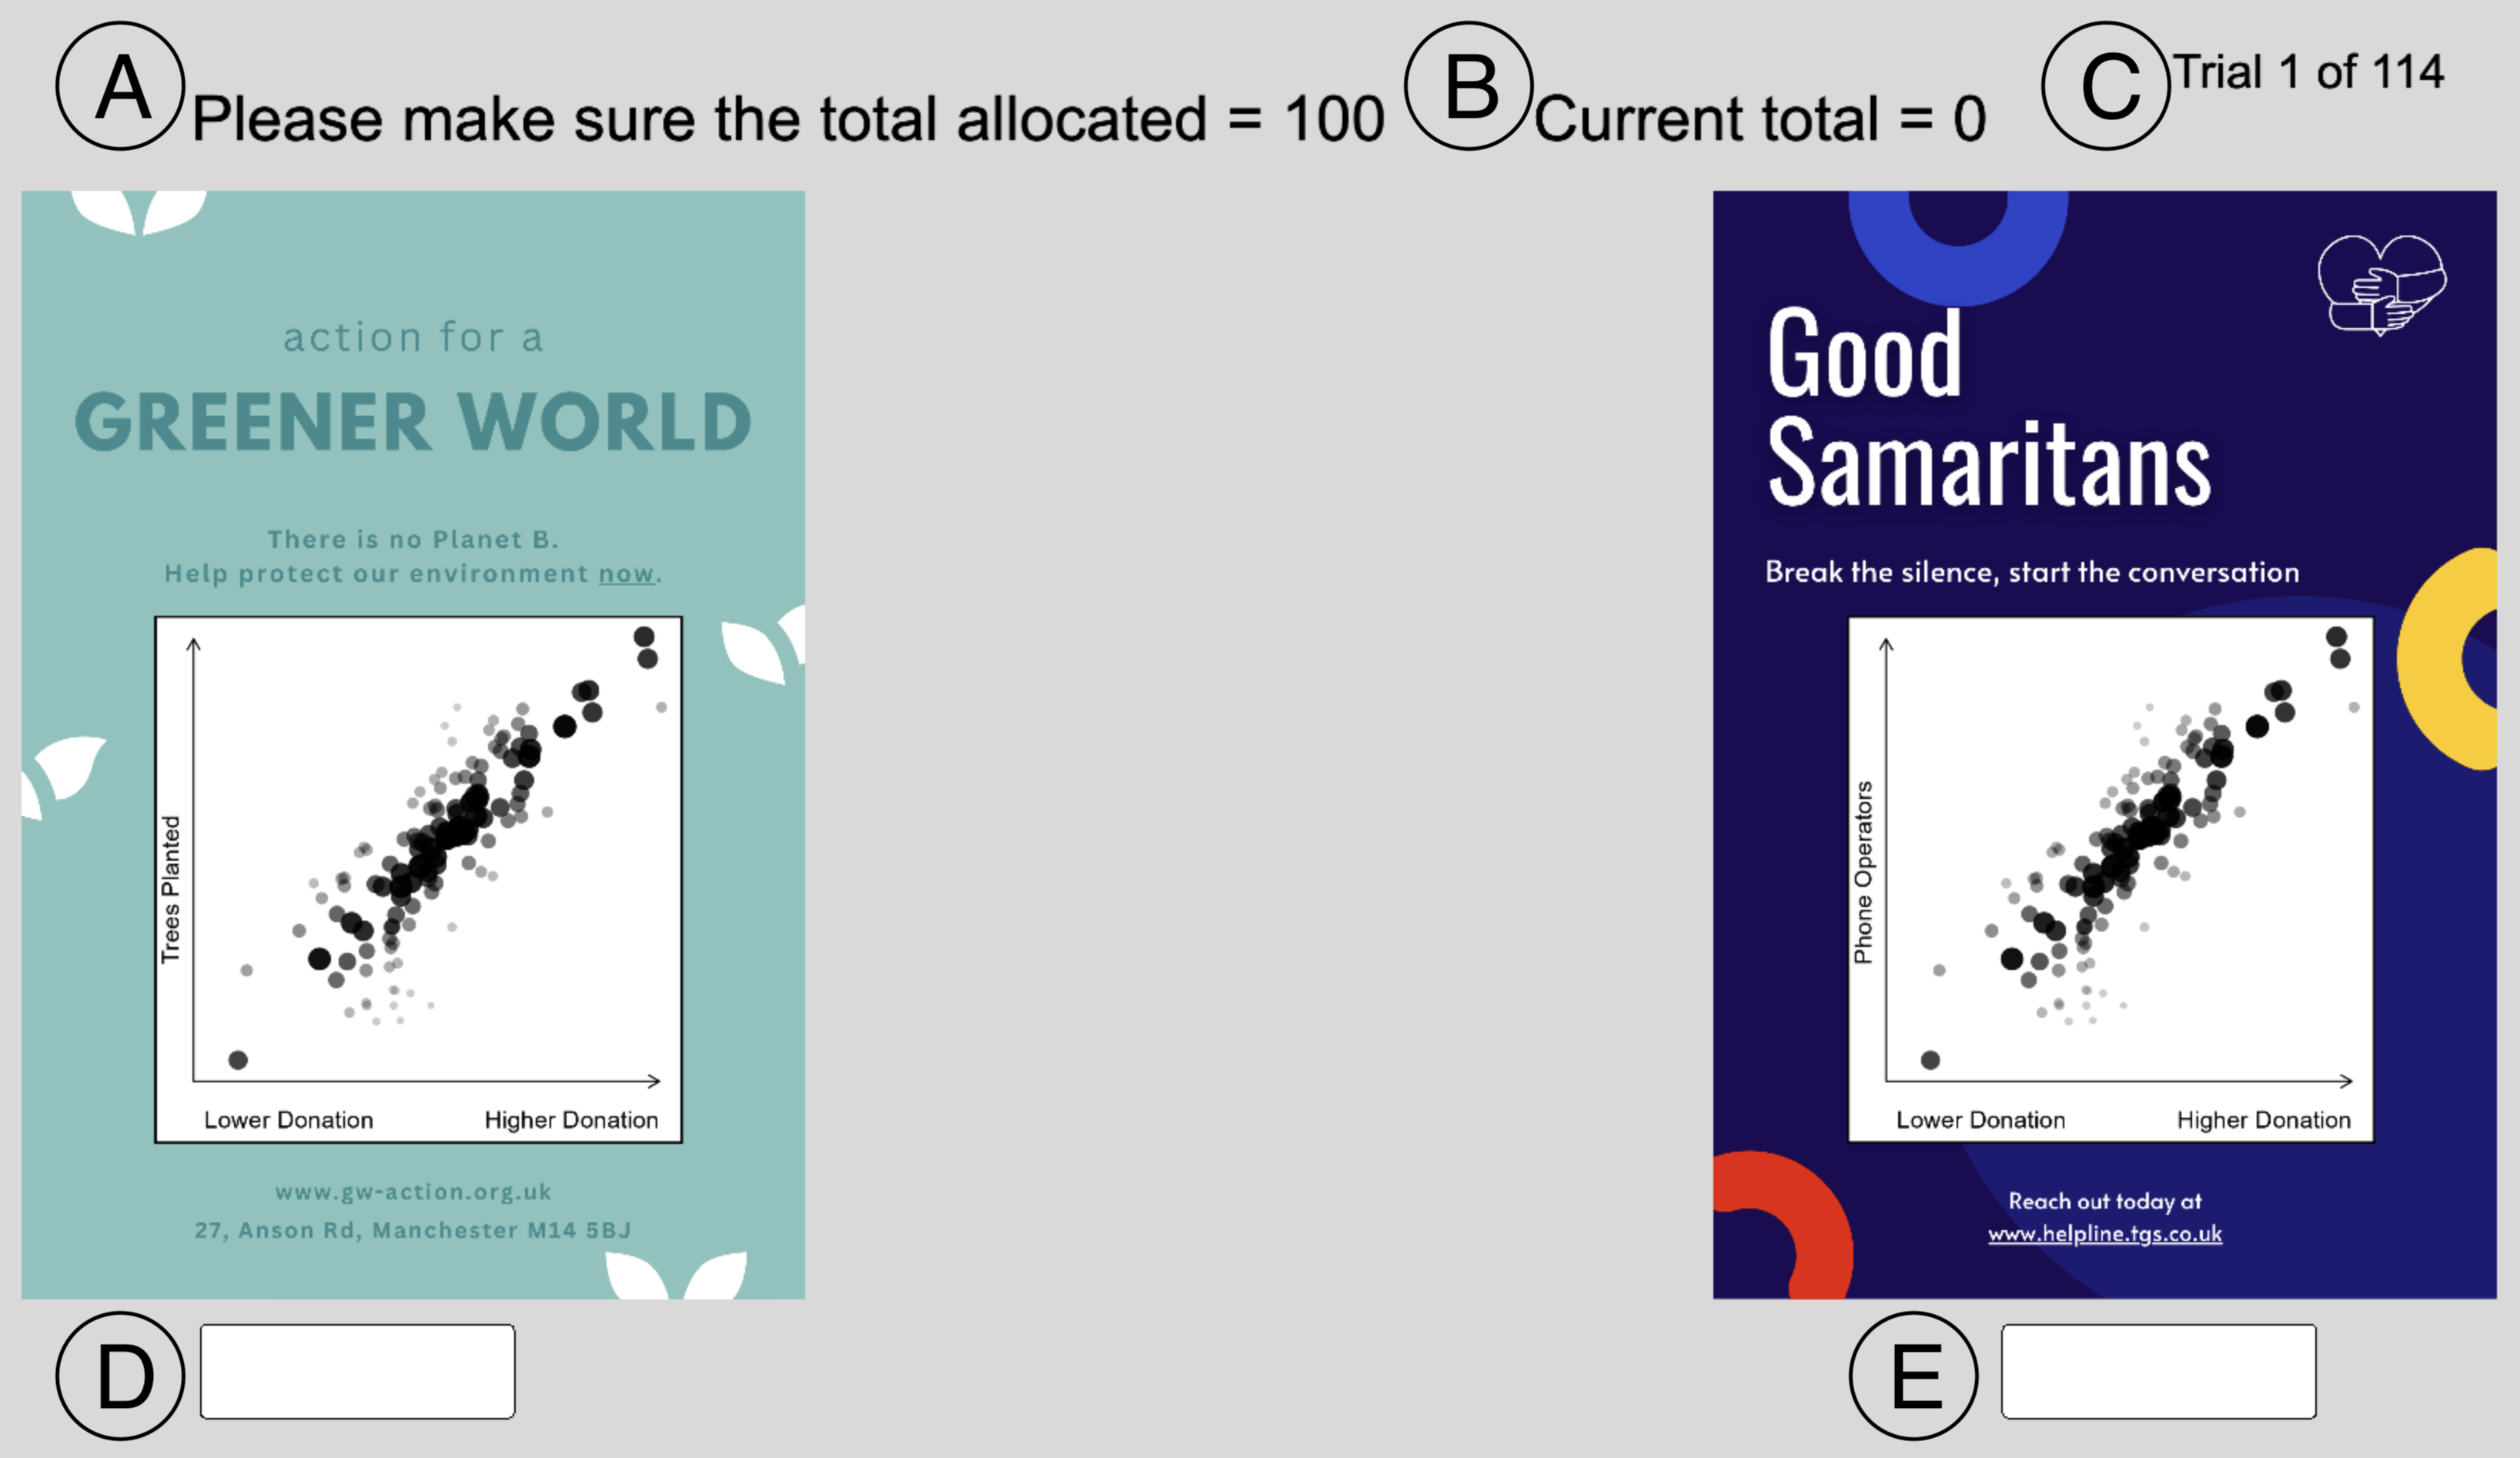 A Please make sure the total allocated = 100
B Current total = 0
C Trial 1 of 114
action for a
GREENER WORLD
There is no Planet B.
Help protect our environment now.
Trees Planted
Lower Donation Higher Donation
www.gw-action.org.uk
27, Anson Rd, Manchester M14 5BJ
D
Good
Samaritans
Break the silence, start the conversation
Phone Operators
Lower Donation Higher Donation
Reach out today at
www.helpline.tgs.co.uk
E